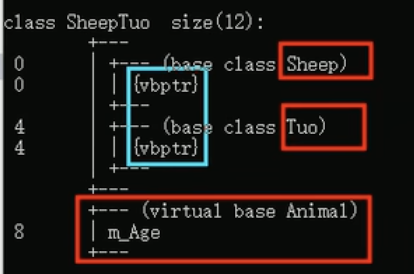 class SheepTuo size(12):
+---
0 | +--- (base class Sheep)
0 | | {vbptr}
| +---
4 | +--- (base class Tuo)
4 | | {vbptr}
| +---
+---
+--- (virtual base Animal)
8 | m_Age
+---